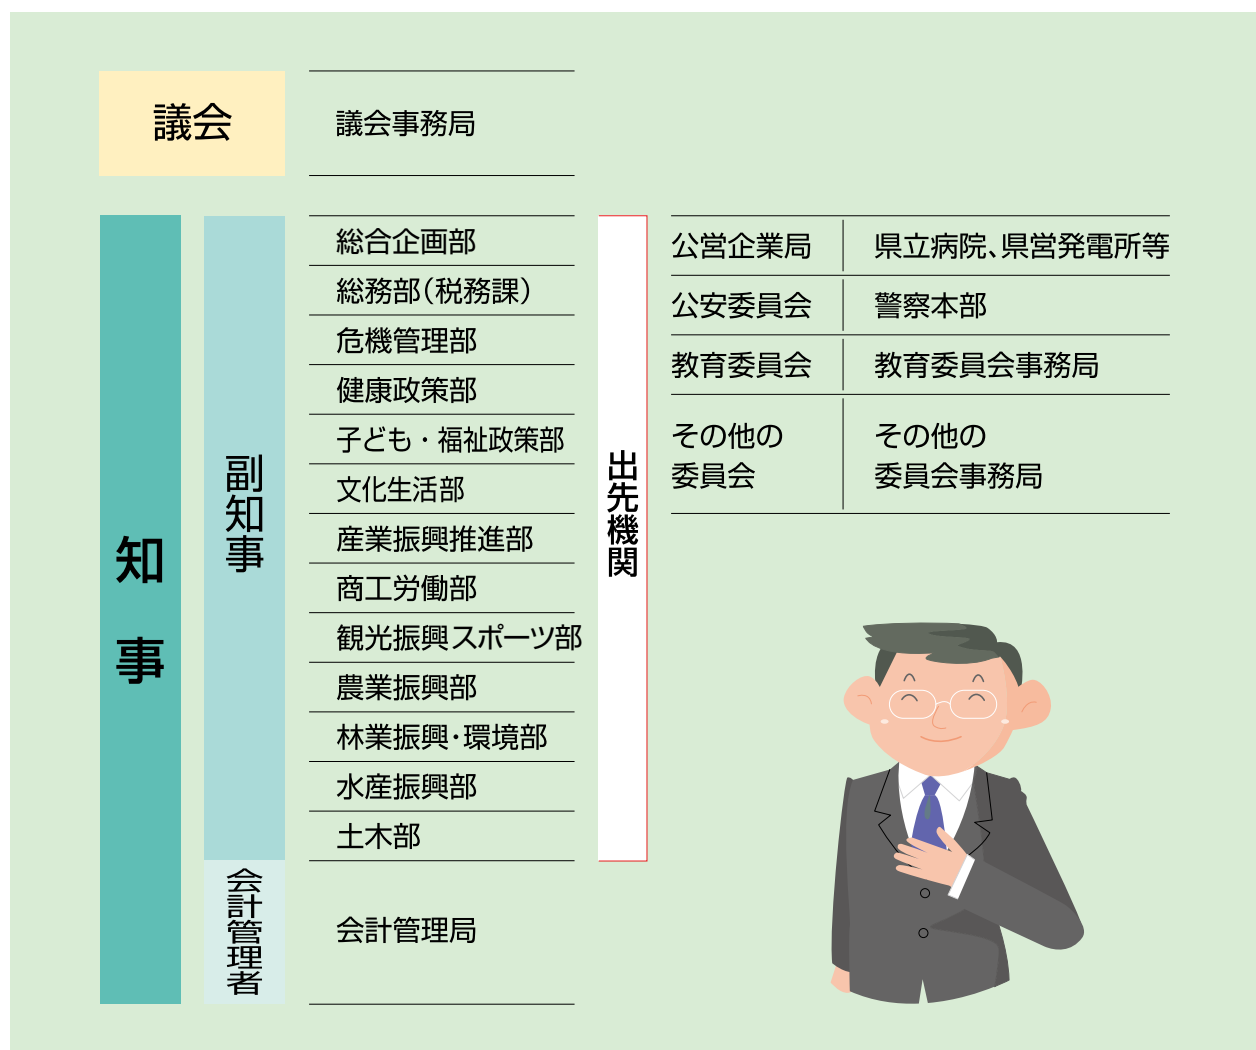 議会
議会事務局
知事
副知事
総合企画部
総務部（税務課）
危機管理部
健康政策部
子ども・福祉政策部
文化生活部
産業振興推進部
商工労働部
観光振興スポーツ部
農業振興部
林業振興・環境部
水産振興部
土木部
会計管理者
会計管理局
出先機関
公営企業局
県立病院、県営発電所等
公安委員会
警察本部
教育委員会
教育委員会事務局
その他の
委員会
その他の
委員会事務局